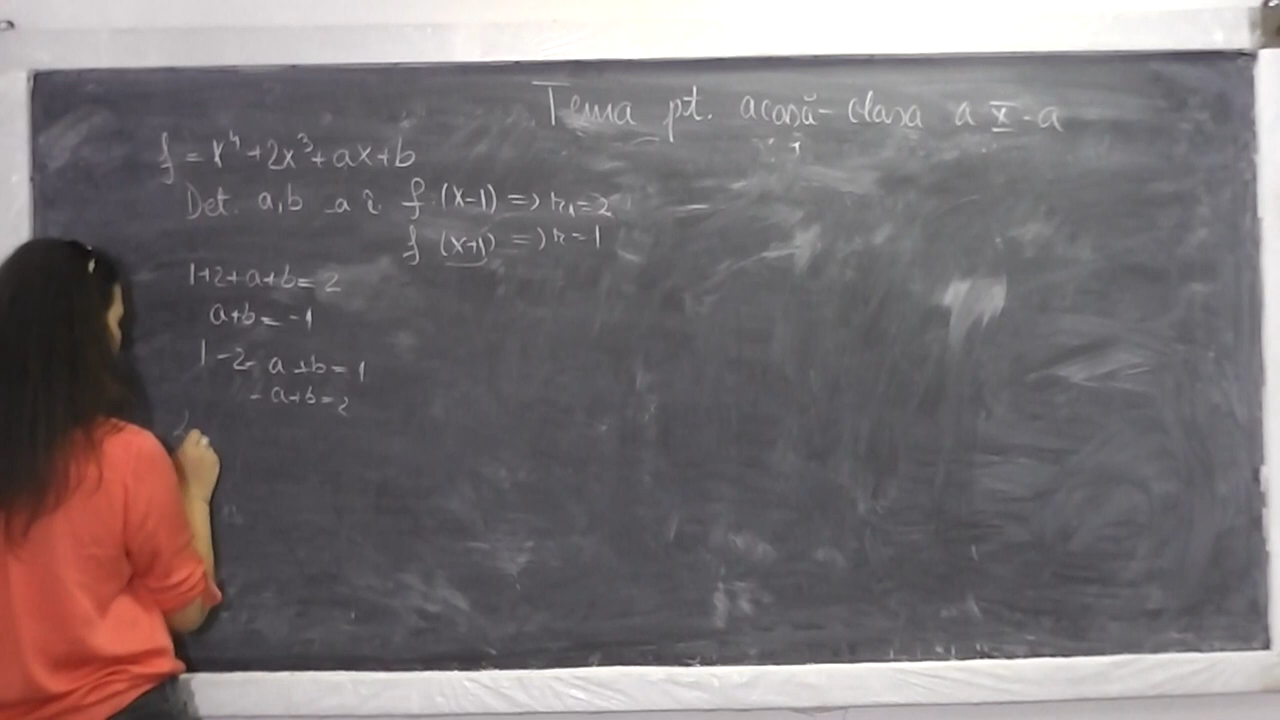 Tema pt. acasă - clasa a X-a
f = x⁴+2x³+ax+b
Det. a,b a î f:(x-1) => r₁=2
f (x+1) => r=1
1+2+a+b=2
a+b=-1
1-2-a+b=1
-a+b=2
2